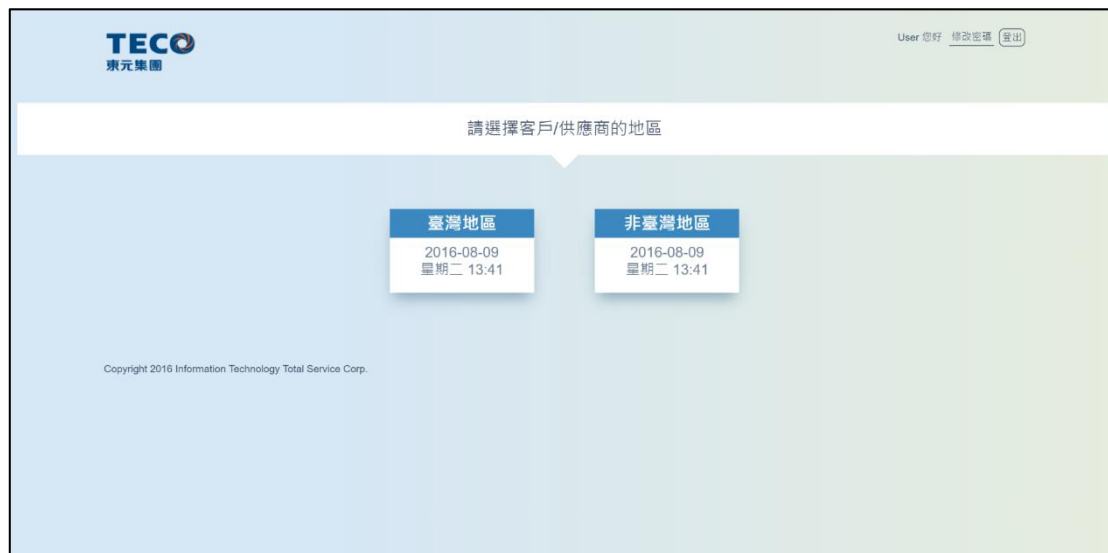 TECO
東元集團
User 您好 修改密碼 登出
請選擇客戶/供應商的地區
臺灣地區
2016-08-09
星期二 13:41
非臺灣地區
2016-08-09
星期二 13:41
Copyright 2016 Information Technology Total Service Corp.